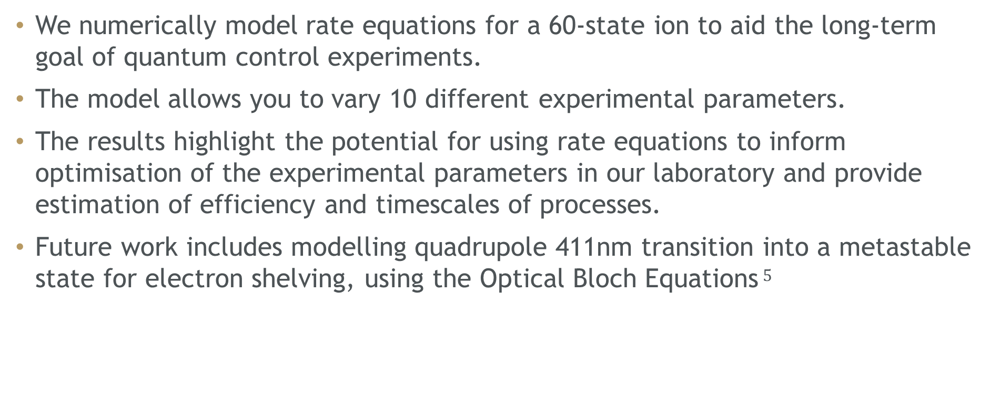 • We numerically model rate equations for a 60-state ion to aid the long-term
goal of quantum control experiments.
• The model allows you to vary 10 different experimental parameters.
• The results highlight the potential for using rate equations to inform
optimisation of the experimental parameters in our laboratory and provide
estimation of efficiency and timescales of processes.
• Future work includes modelling quadrupole 411nm transition into a metastable
state for electron shelving, using the Optical Bloch Equations ⁵